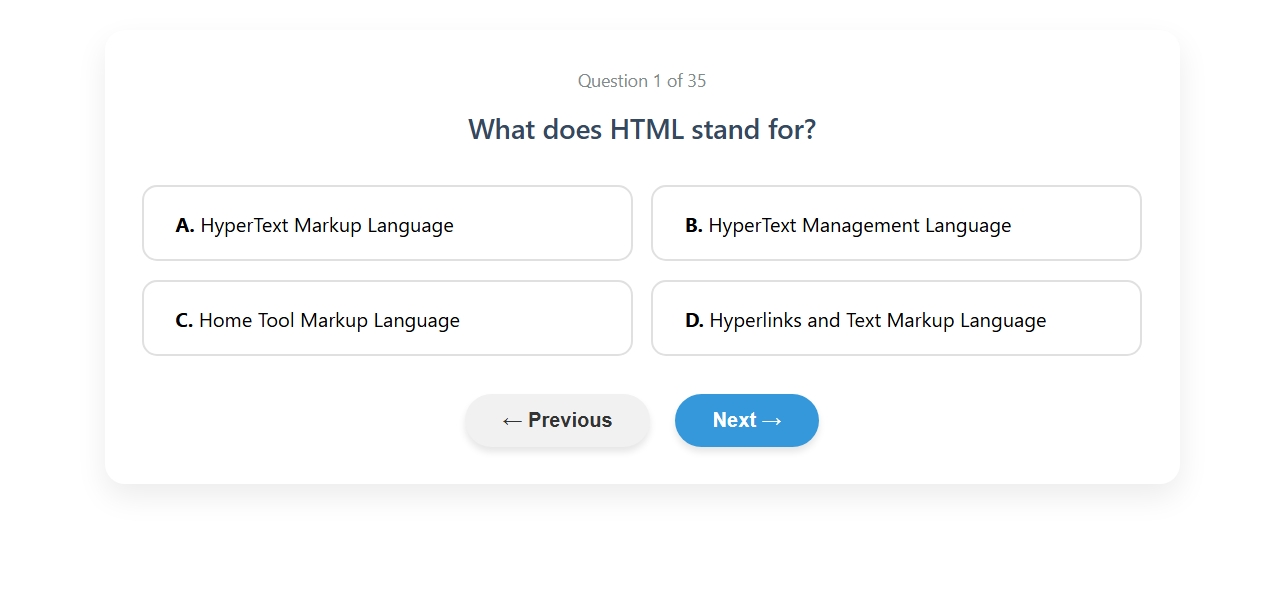 Question 1 of 35
What does HTML stand for?
A. HyperText Markup Language
B. HyperText Management Language
C. Home Tool Markup Language
D. Hyperlinks and Text Markup Language
← Previous
Next →